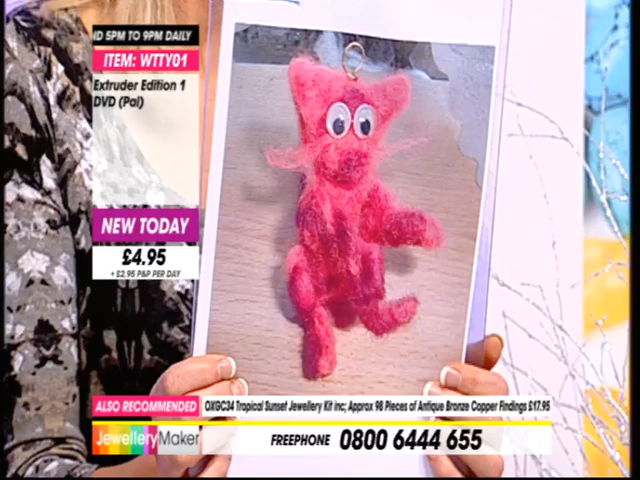 ND 5PM TO 9PM DAILY
ITEM: WTTY01
Extruder Edition 1
DVD (Pal)
NEW TODAY
£4.95
+ £2.95 P&P PER DAY
ALSO RECOMMENDED
OXGC34 Tropical Sunset Jewellery Kit inc; Approx 98 Pieces of Antique Bronze Copper Findings £17.95
JewelleryMaker
FREEPHONE 0800 6444 655